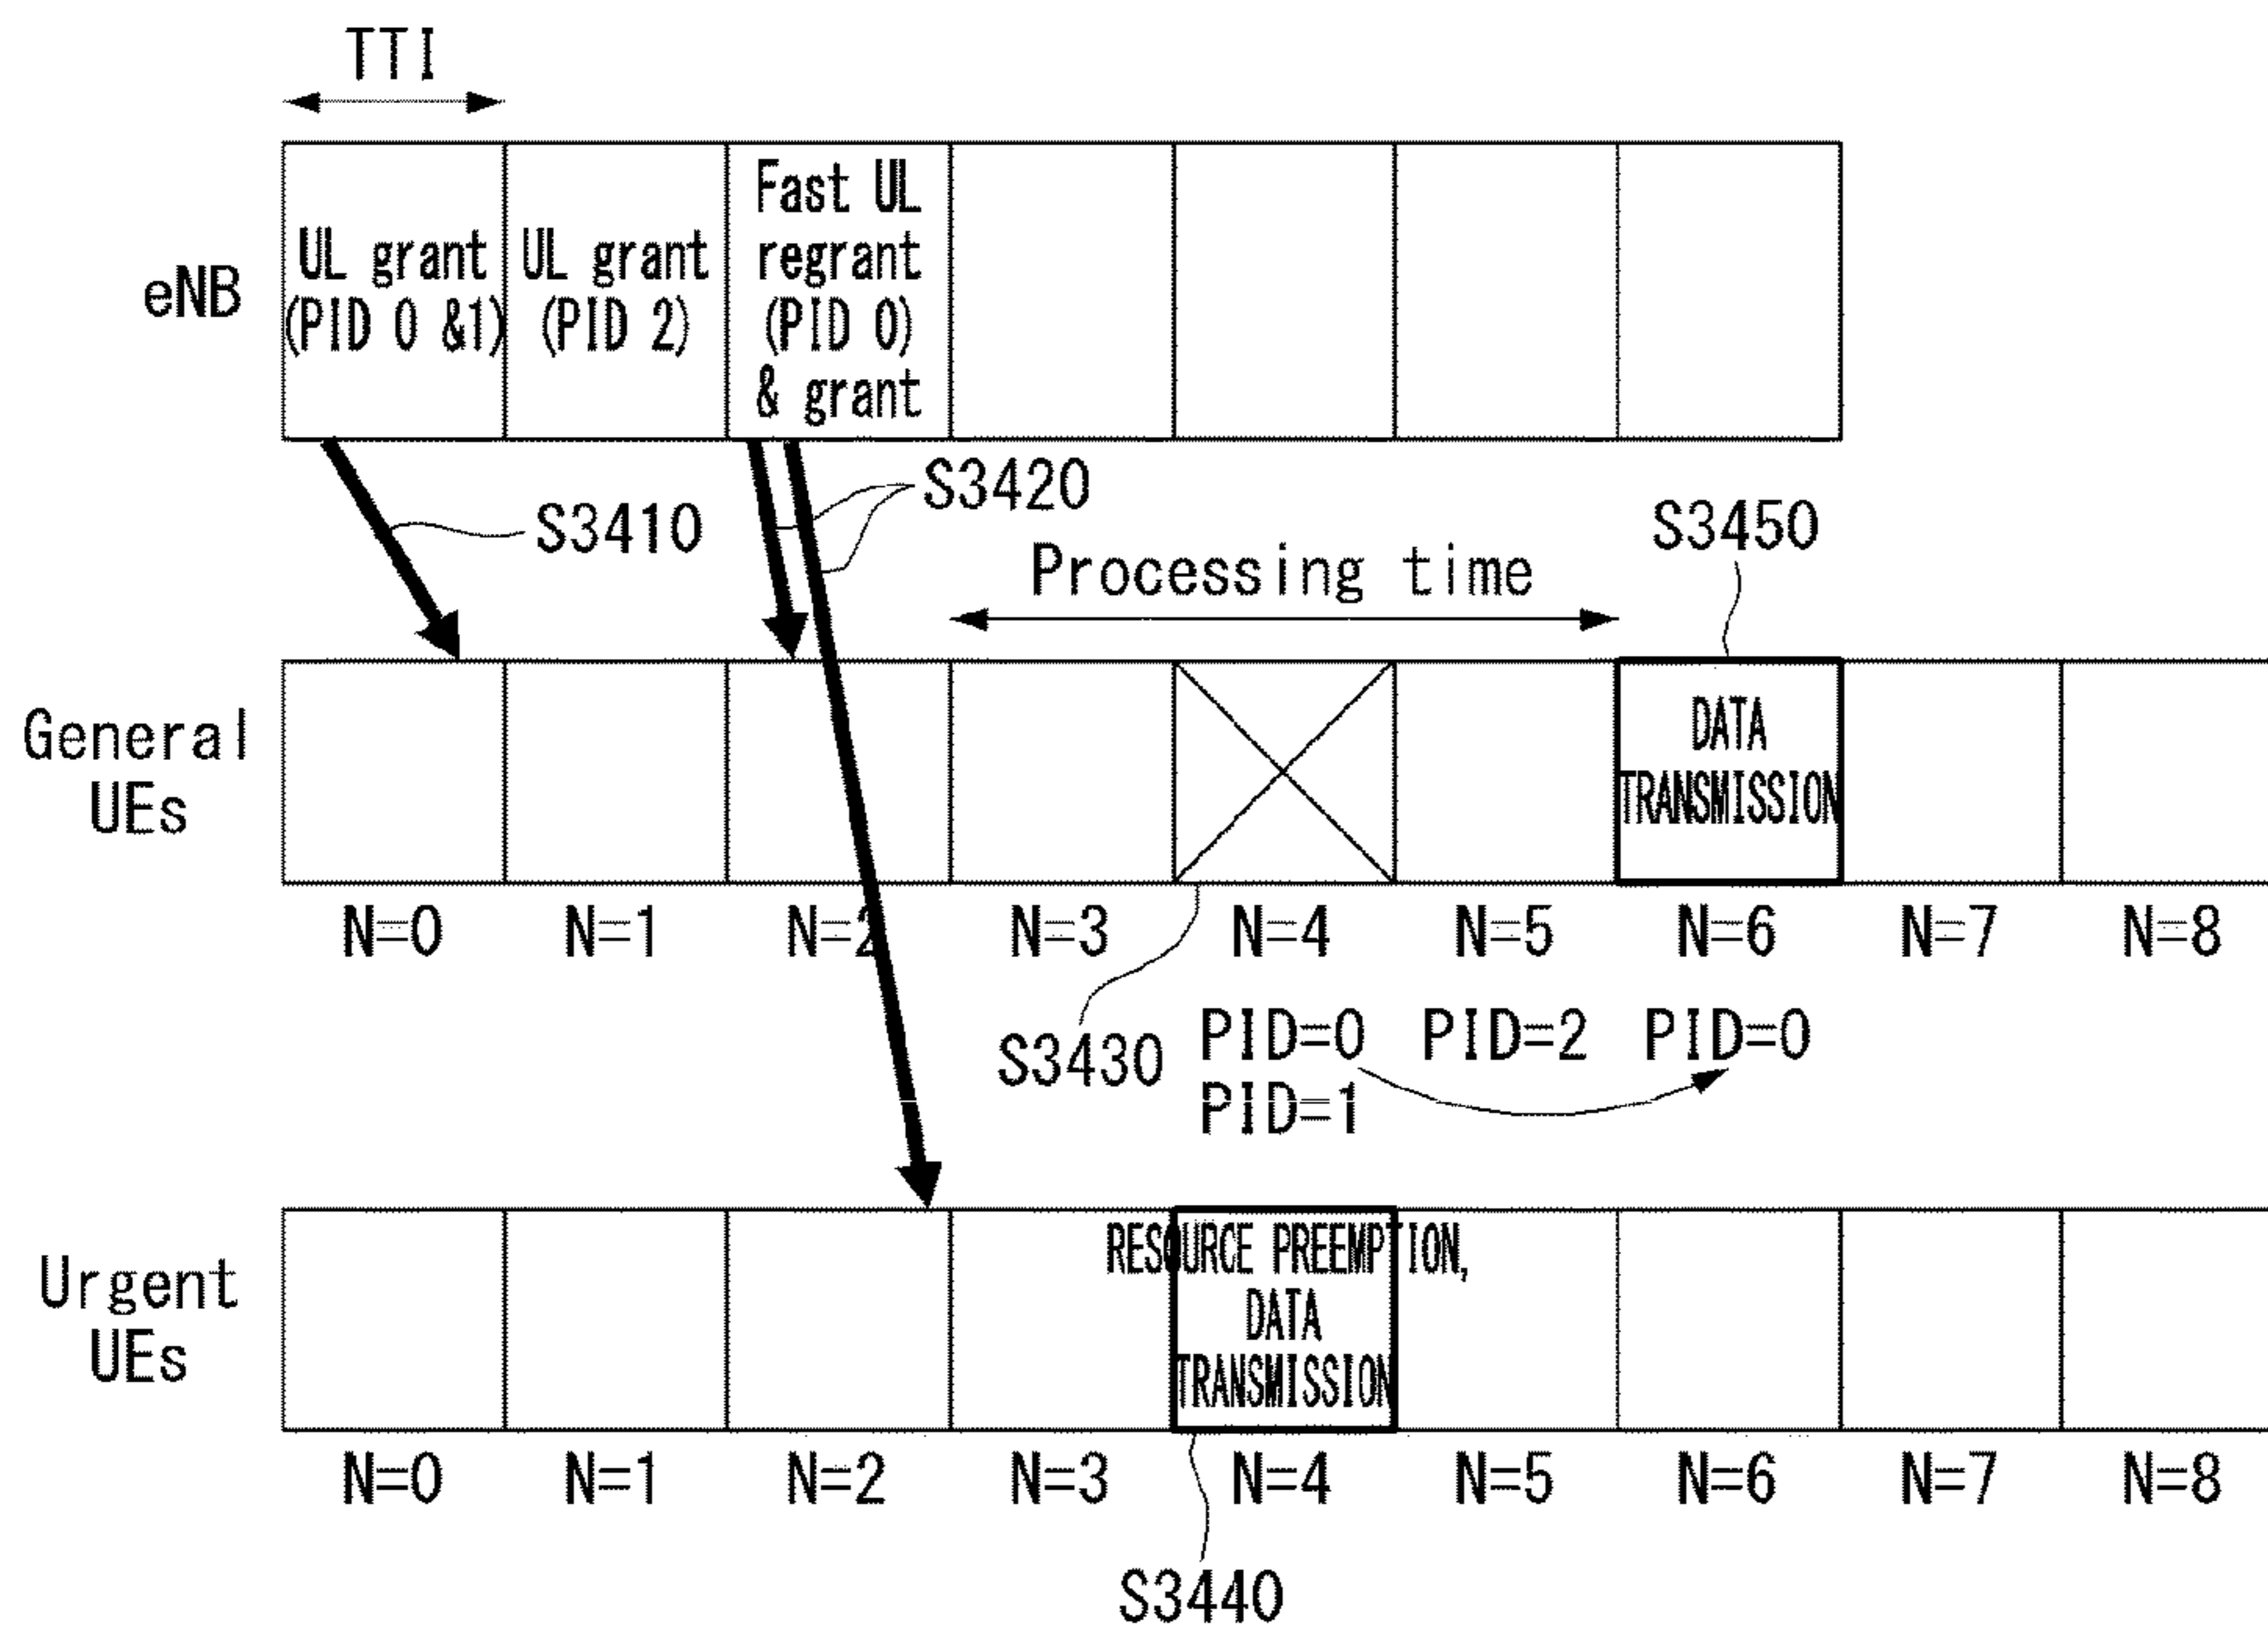 TTI
eNB
UL grant
(PID 0 &1)
UL grant
(PID 2)
Fast UL
regrant
(PID 0)
& grant
S3410
S3420
Processing time
S3450
General
UEs
DATA
TRANSMISSION
N=0 N=1 N=2 N=3 N=4 N=5 N=6 N=7 N=8
S3430
PID=0 PID=2 PID=0
PID=1
Urgent
UEs
RESOURCE PREEMPTION,
DATA
TRANSMISSION
N=0 N=1 N=2 N=3 N=4 N=5 N=6 N=7 N=8
S3440